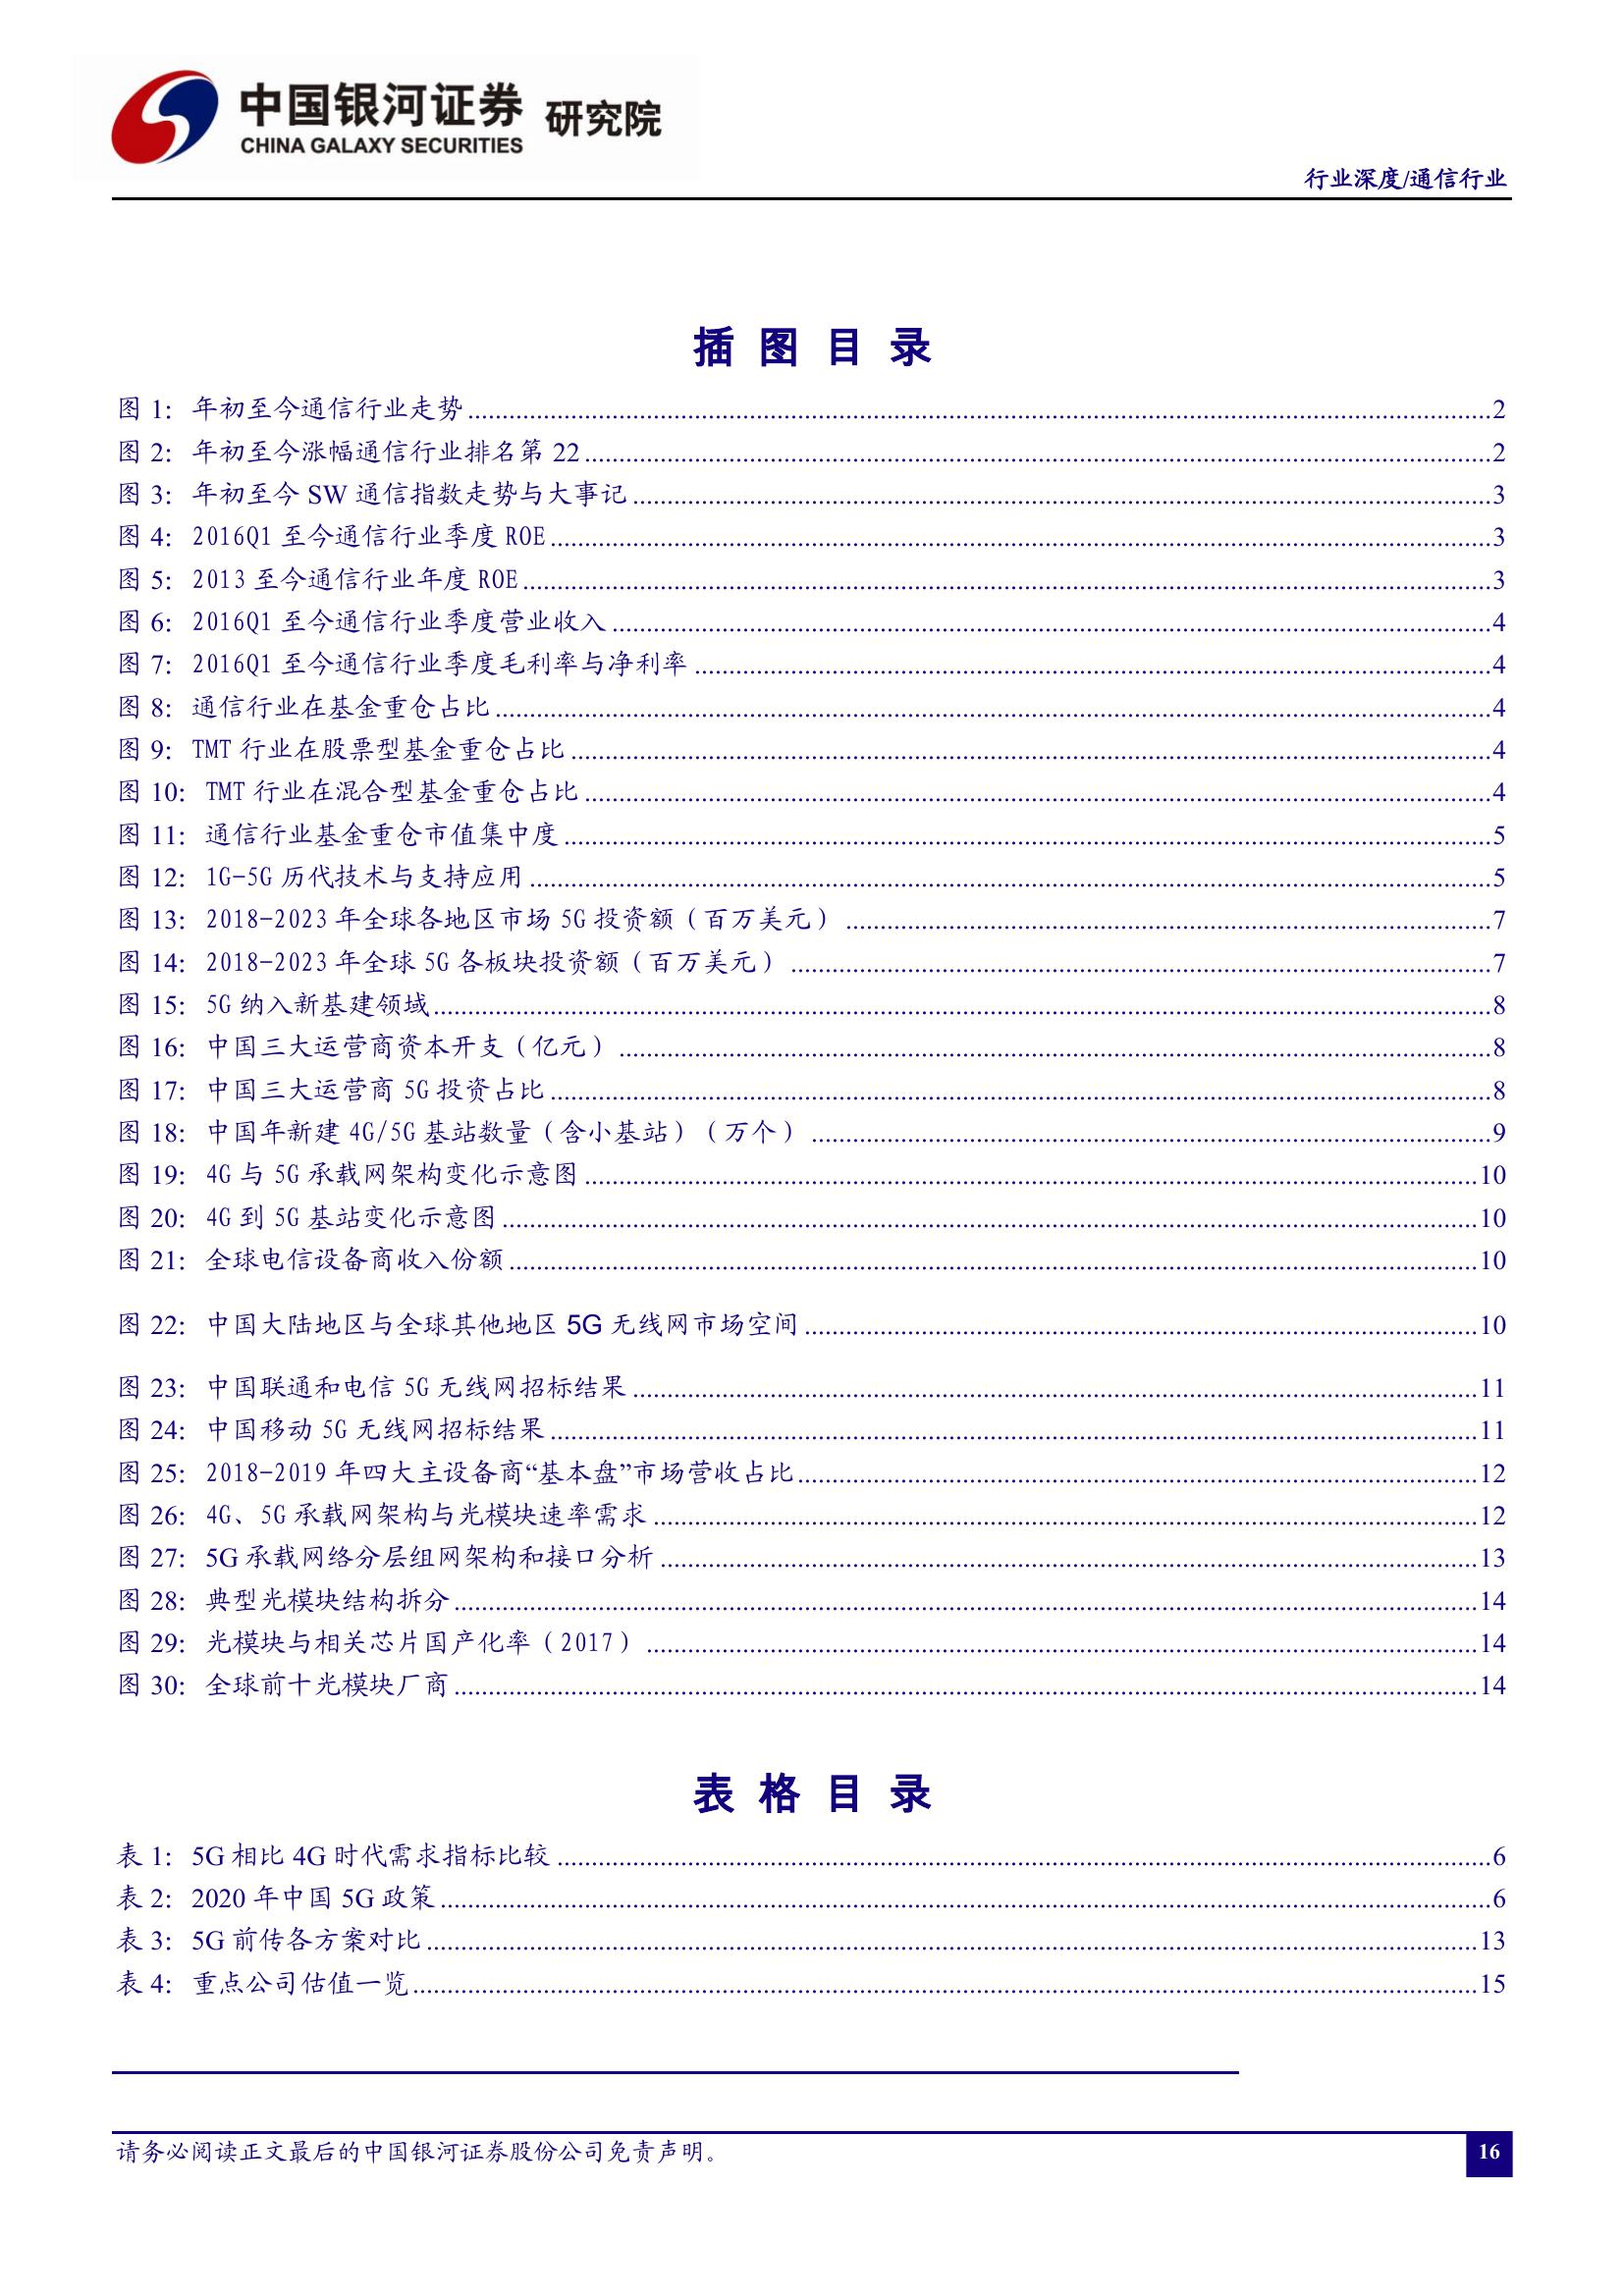 中国银河证券 研究院
CHINA GALAXY SECURITIES
行业深度/通信行业
插 图 目 录
图 1: 年初至今通信行业走势 2
图 2: 年初至今涨幅通信行业排名第 22 2
图 3: 年初至今 SW 通信指数走势与大事记 3
图 4: 2016Q1 至今通信行业季度 ROE 3
图 5: 2013 至今通信行业年度 ROE 3
图 6: 2016Q1 至今通信行业季度营业收入 4
图 7: 2016Q1 至今通信行业季度毛利率与净利率 4
图 8: 通信行业在基金重仓占比 4
图 9: TMT 行业在股票型基金重仓占比 4
图 10: TMT 行业在混合型基金重仓占比 4
图 11: 通信行业基金重仓市值集中度 5
图 12: 1G-5G 历代技术与支持应用 5
图 13: 2018-2023 年全球各地区市场 5G 投资额（百万美元） 7
图 14: 2018-2023 年全球 5G 各板块投资额（百万美元） 7
图 15: 5G 纳入新基建领域 8
图 16: 中国三大运营商资本开支（亿元） 8
图 17: 中国三大运营商 5G 投资占比 8
图 18: 中国年新建 4G/5G 基站数量（含小基站）（万个） 9
图 19: 4G 与 5G 承载网架构变化示意图 10
图 20: 4G 到 5G 基站变化示意图 10
图 21: 全球电信设备商收入份额 10
图 22: 中国大陆地区与全球其他地区 5G 无线网市场空间 10
图 23: 中国联通和电信 5G 无线网招标结果 11
图 24: 中国移动 5G 无线网招标结果 11
图 25: 2018-2019 年四大主设备商“基本盘”市场营收占比 12
图 26: 4G、5G 承载网架构与光模块速率需求 12
图 27: 5G 承载网络分层组网架构和接口分析 13
图 28: 典型光模块结构拆分 14
图 29: 光模块与相关芯片国产化率（2017） 14
图 30: 全球前十光模块厂商 14
表 格 目 录
表 1: 5G 相比 4G 时代需求指标比较 6
表 2: 2020 年中国 5G 政策 6
表 3: 5G 前传各方案对比 13
表 4: 重点公司估值一览 15
请务必阅读正文最后的中国银河证券股份公司免责声明。
16